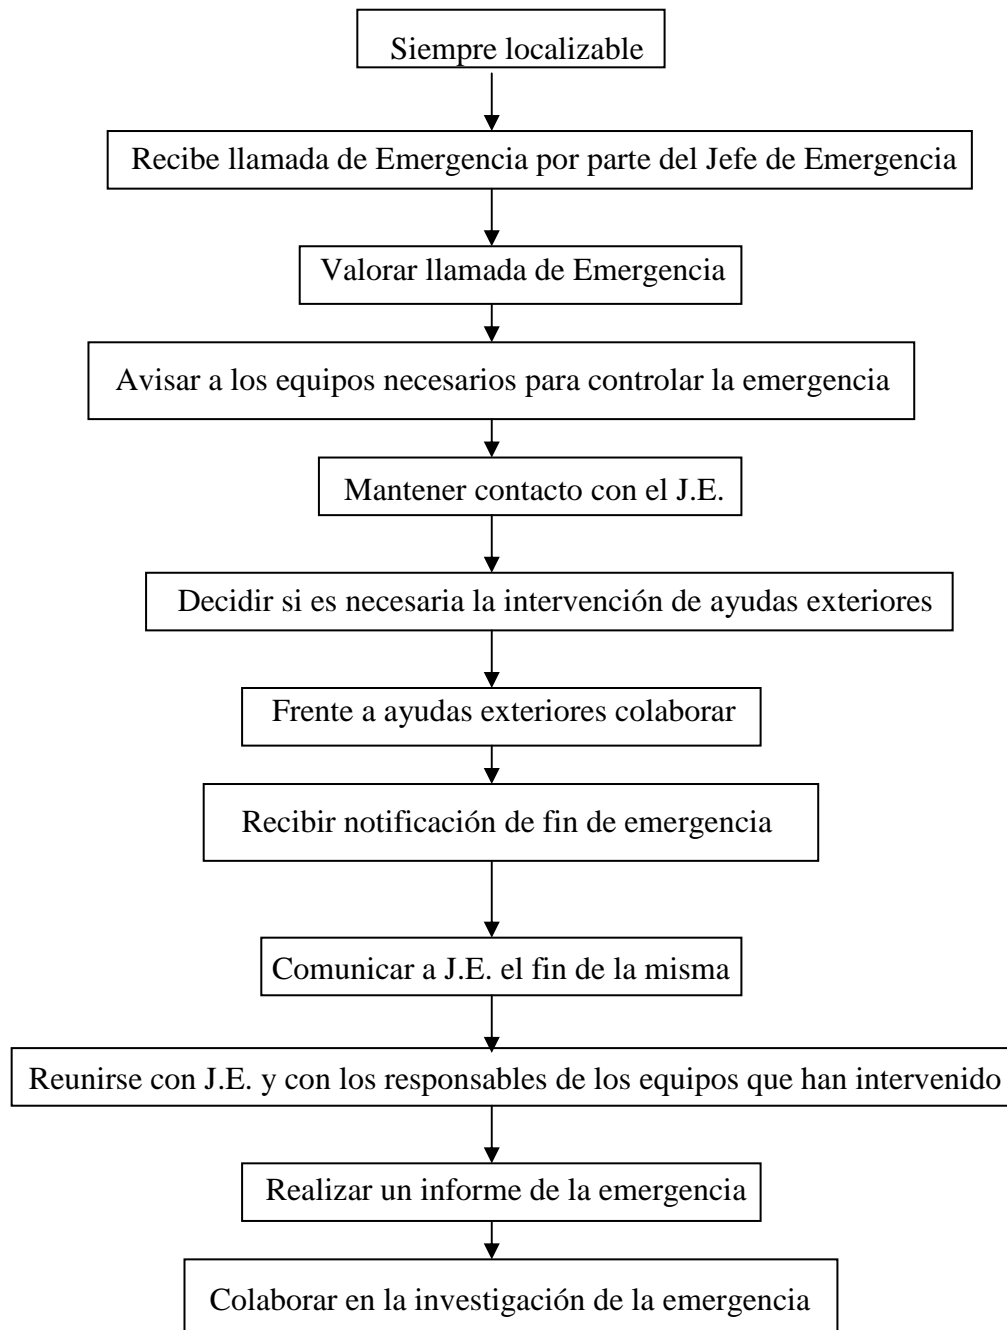 Siempre localizable
Recibe llamada de Emergencia por parte del Jefe de Emergencia
Valorar llamada de Emergencia
Avisar a los equipos necesarios para controlar la emergencia
Mantener contacto con el J.E.
Decidir si es necesaria la intervención de ayudas exteriores
Frente a ayudas exteriores colaborar
Recibir notificación de fin de emergencia
Comunicar a J.E. el fin de la misma
Reunirse con J.E. y con los responsables de los equipos que han intervenido
Realizar un informe de la emergencia
Colaborar en la investigación de la emergencia